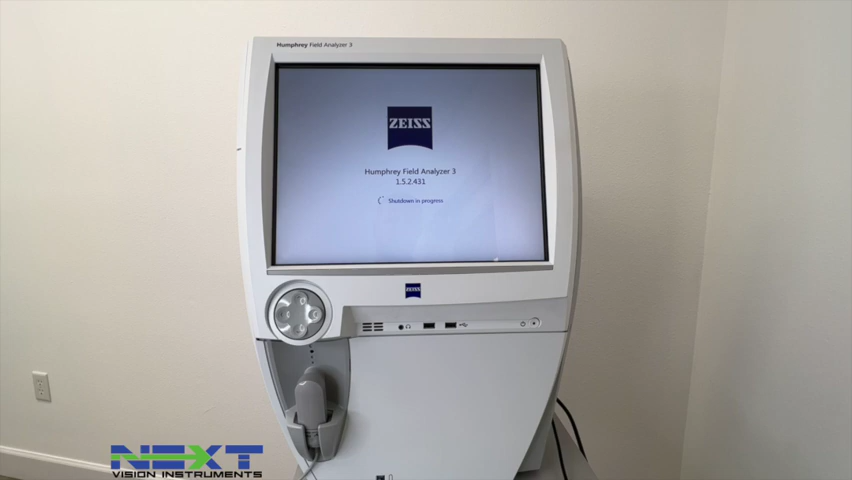 Humphrey Field Analyzer 3
ZEISS
Humphrey Field Analyzer 3
1.5.2.431
Shutdown in progress
ZEISS
NEXT
VISION INSTRUMENTS